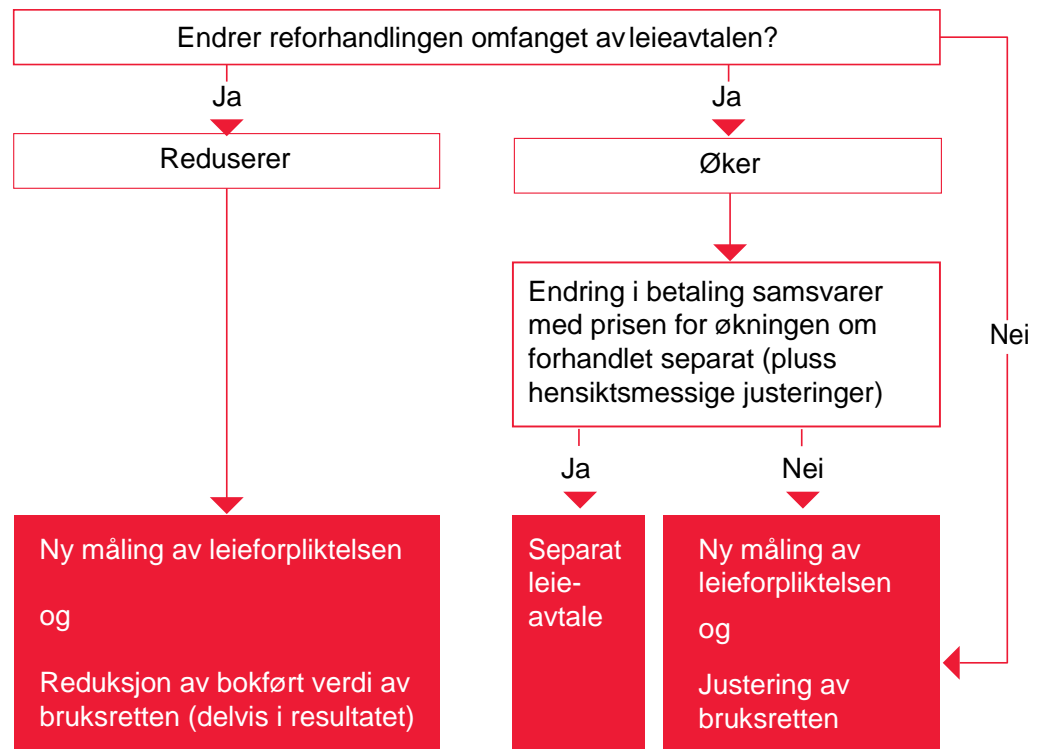 Endrer reforhandlingen omfanget av leieavtalen?
Ja
Ja
Reduserer
Øker
Endring i betaling samsvarer
med prisen for økningen om
forhandlet separat (pluss
hensiktsmessige justeringer)
Nei
Ja
Nei
Ny måling av leieforpliktelsen
og
Reduksjon av bokført verdi av
bruksretten (delvis i resultatet)
Separat
leie-
avtale
Ny måling av
leieforpliktelsen
og
Justering av
bruksretten